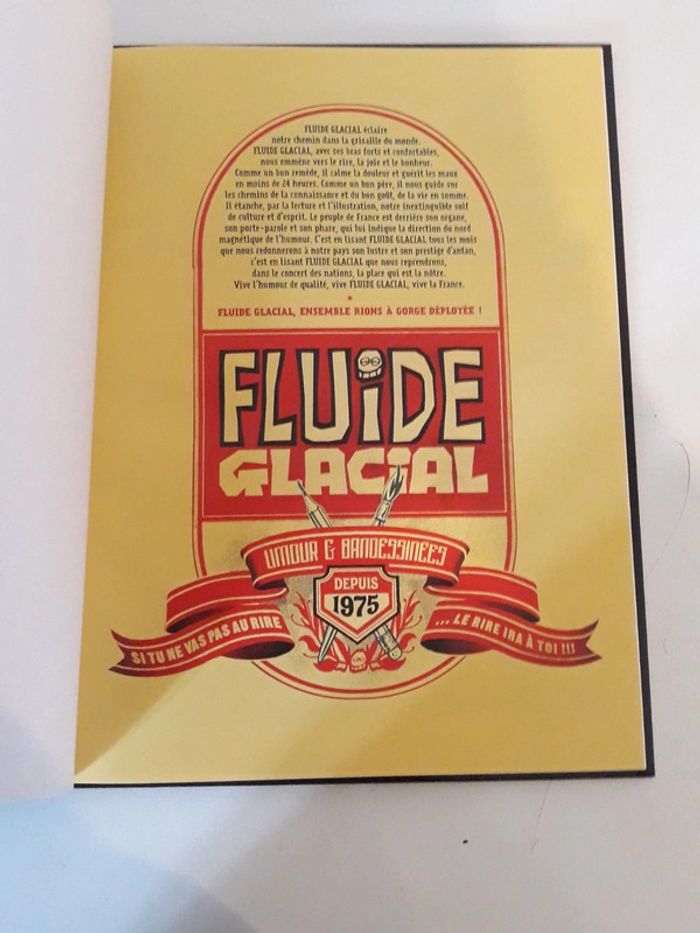 FLUIDE GLACIAL éclaire
notre chemin dans la grisaille du monde.
FLUIDE GLACIAL, avec ses bras forts et confortables,
nous emmène vers le rire, la joie et le bonheur.
Comme un bon remède, il calme la douleur et guérit les maux
en moins de 24 heures. Comme un bon père, il nous guide sur
les chemins de la connaissance et du bon goût, de la vie en somme.
Il étanche, par la lecture et l'illustration, notre inextinguible soif
de culture et d'esprit. Le peuple de France est derrière son organe,
son porte-parole et son phare, qui lui indique la direction du nord
magnétique de l'humour. C'est en lisant FLUIDE GLACIAL tous les mois
que nous redonnerons à notre pays son lustre et son prestige d'antan,
c'est en lisant FLUIDE GLACIAL que nous reprendrons,
dans le concert des nations, la place qui est la nôtre.
Vive l'humour de qualité, vive FLUIDE GLACIAL, vive la France.
FLUIDE GLACIAL, ENSEMBLE RIONS À GORGE DÉPLOYÉE !
FLUiDE
GLACiAL
UMOUR & BANDESSINÉES
DEPUIS
1975
SI TU NE VAS PAS AU RIRE
... LE RIRE IRA À TOI !!!